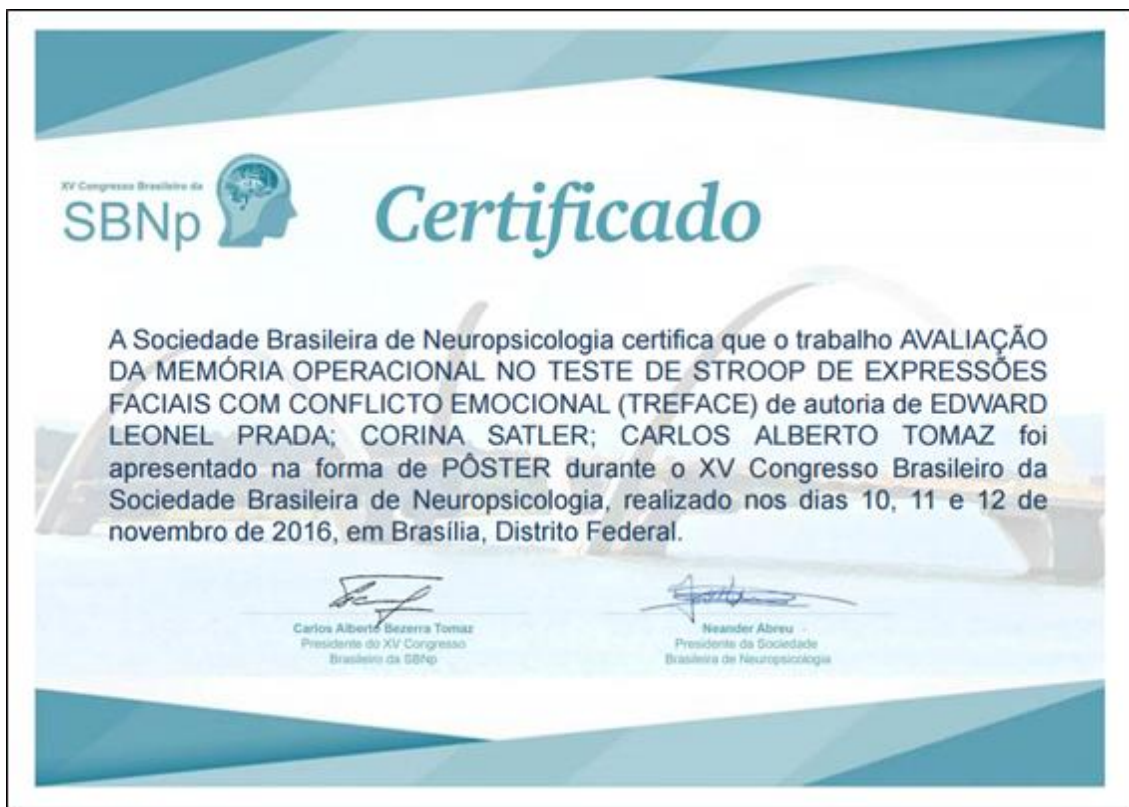 XV Congresso Brasileiro da
SBNp
Certificado
A Sociedade Brasileira de Neuropsicologia certifica que o trabalho AVALIAÇÃO
DA MEMÓRIA OPERACIONAL NO TESTE DE STROOP DE EXPRESSÕES
FACIAIS COM CONFLICTO EMOCIONAL (TREFACE) de autoria de EDWARD
LEONEL PRADA; CORINA SATLER; CARLOS ALBERTO TOMAZ foi
apresentado na forma de PÔSTER durante o XV Congresso Brasileiro da
Sociedade Brasileira de Neuropsicologia, realizado nos dias 10, 11 e 12 de
novembro de 2016, em Brasília, Distrito Federal.
Carlos Alberto Bezerra Tomaz
Presidente do XV Congresso
Brasileiro da SBNp
Neander Abreu
Presidente da Sociedade
Brasileira de Neuropsicologia